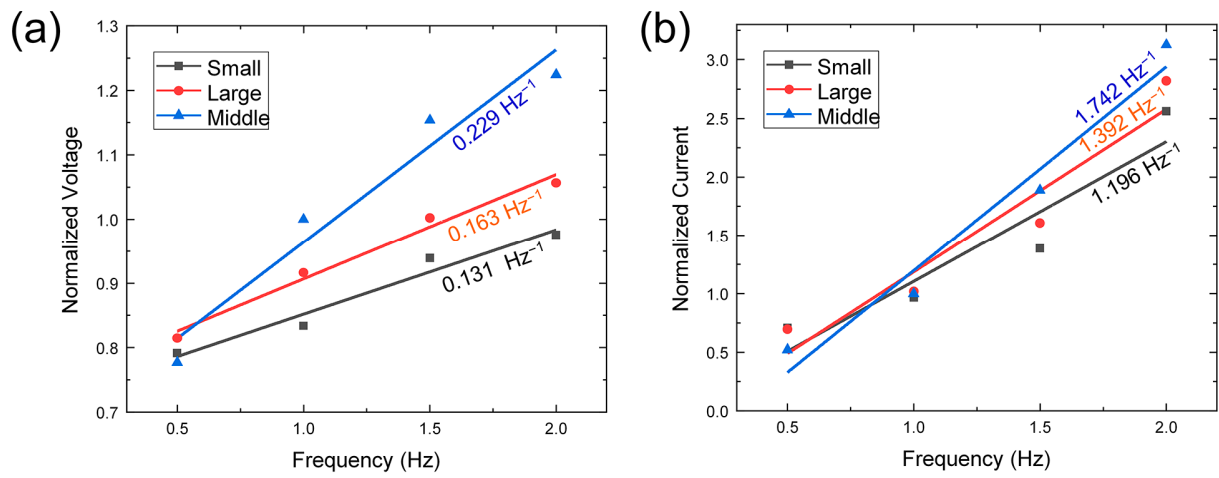 (a)
1.3
1.2
1.1
1.0
0.9
0.8
0.7
Normalized Voltage
Small
Large
Middle
0.229 Hz⁻¹
0.163 Hz⁻¹
0.131 Hz⁻¹
0.5
1.0
1.5
2.0
Frequency (Hz)
(b)
3.0
2.5
2.0
1.5
1.0
0.5
0.0
Normalized Current
Small
Large
Middle
1.742 Hz⁻¹
1.392 Hz⁻¹
1.196 Hz⁻¹
0.5
1.0
1.5
2.0
Frequency (Hz)